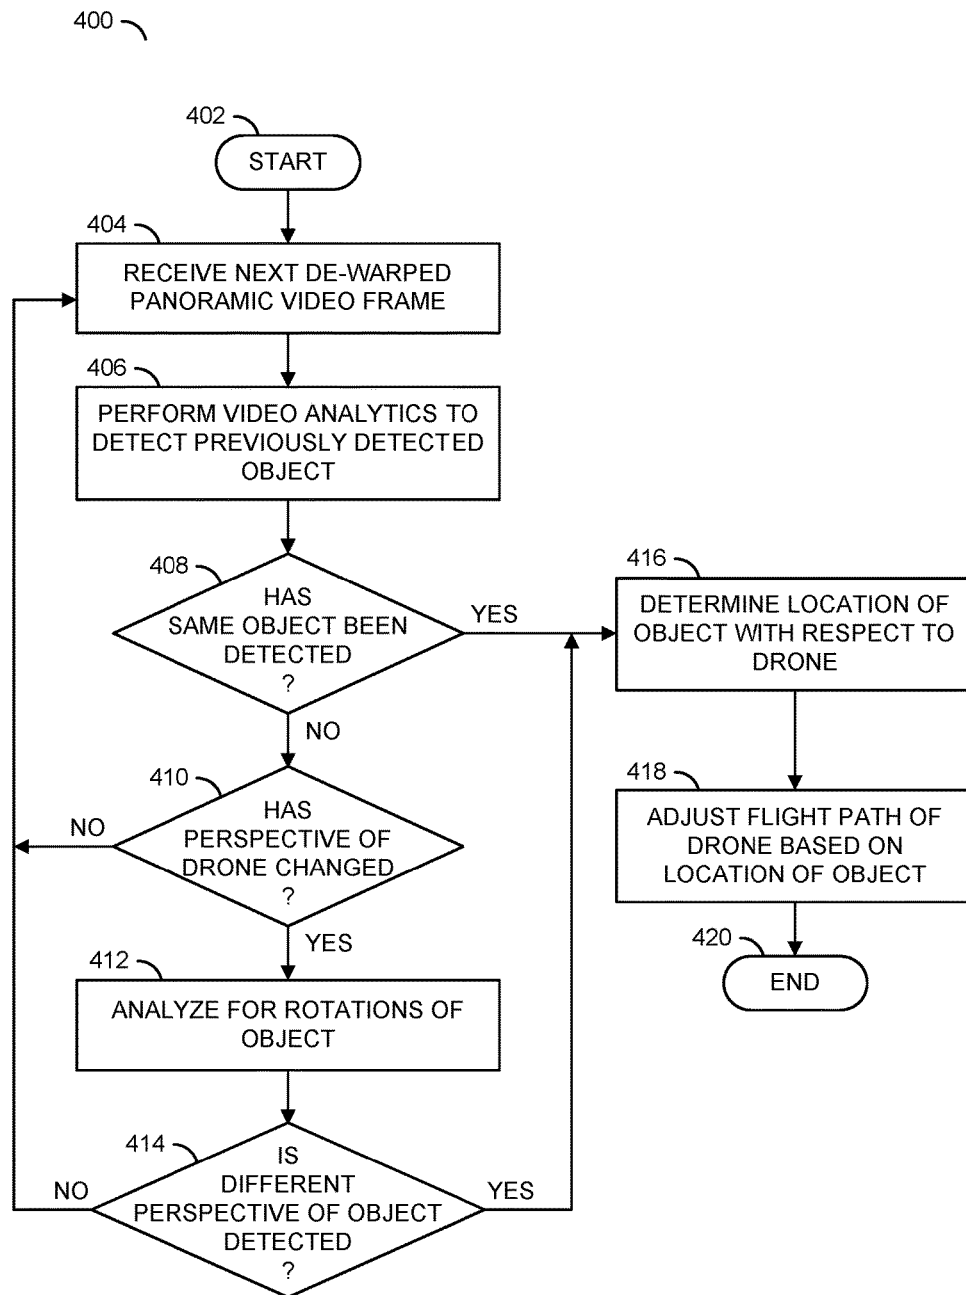 400
402
START
404
RECEIVE NEXT DE-WARPED
PANORAMIC VIDEO FRAME
406
PERFORM VIDEO ANALYTICS TO
DETECT PREVIOUSLY DETECTED
OBJECT
408
HAS
SAME OBJECT BEEN
DETECTED
?
YES
NO
410
HAS
PERSPECTIVE OF
DRONE CHANGED
?
NO
YES
412
ANALYZE FOR ROTATIONS OF
OBJECT
414
IS
DIFFERENT
PERSPECTIVE OF OBJECT
DETECTED
?
NO
YES
416
DETERMINE LOCATION OF
OBJECT WITH RESPECT TO
DRONE
418
ADJUST FLIGHT PATH OF
DRONE BASED ON
LOCATION OF OBJECT
420
END